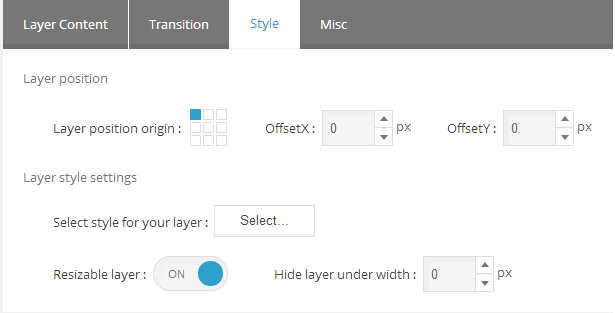 Layer Content Transition Style Misc
Layer position
Layer position origin : OffsetX : 0 px OffsetY : 0 px
Layer style settings
Select style for your layer : Select...
Resizable layer : ON Hide layer under width : 0 px